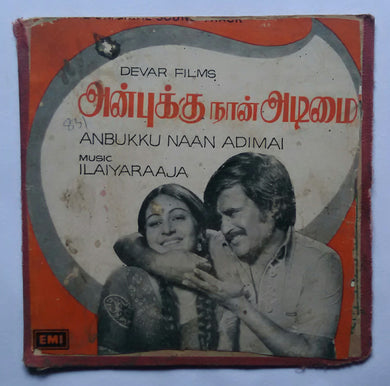 DEVAR FILMS
அன்புக்கு நான் அடிமை
ANBUKKU NAAN ADIMAI
MUSIC
ILAIYARAAJA
EMI